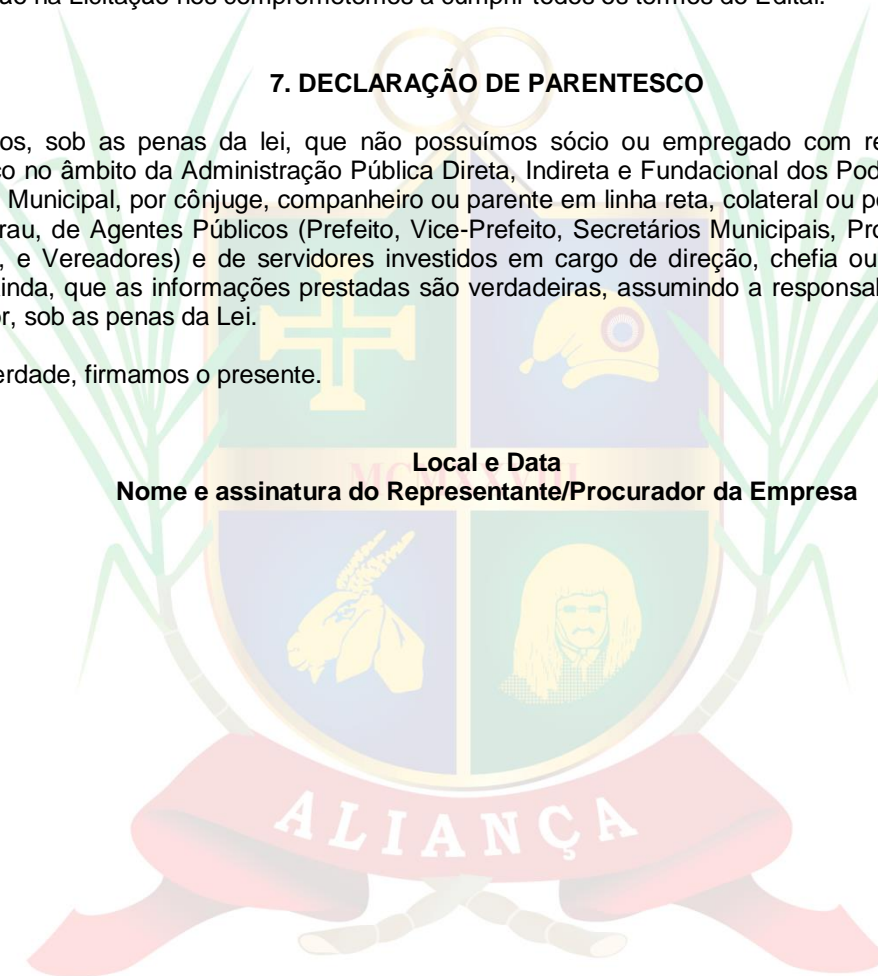 na Licitação nos comprometemos a cumprir todos os termos do Edital.
7. DECLARAÇÃO DE PARENTESCO
os, sob as penas da lei, que não possuímos sócio ou empregado com re
o no âmbito da Administração Pública Direta, Indireta e Fundacional dos Pod
Municipal, por cônjuge, companheiro ou parente em linha reta, colateral ou p
rau, de Agentes Públicos (Prefeito, Vice-Prefeito, Secretários Municipais, Pro
, e Vereadores) e de servidores investidos em cargo de direção, chefia ou
inda, que as informações prestadas são verdadeiras, assumindo a responsa
or, sob as penas da Lei.
erdade, firmamos o presente.
Local e Data
Nome e assinatura do Representante/Procurador da Empresa
ALIANÇA